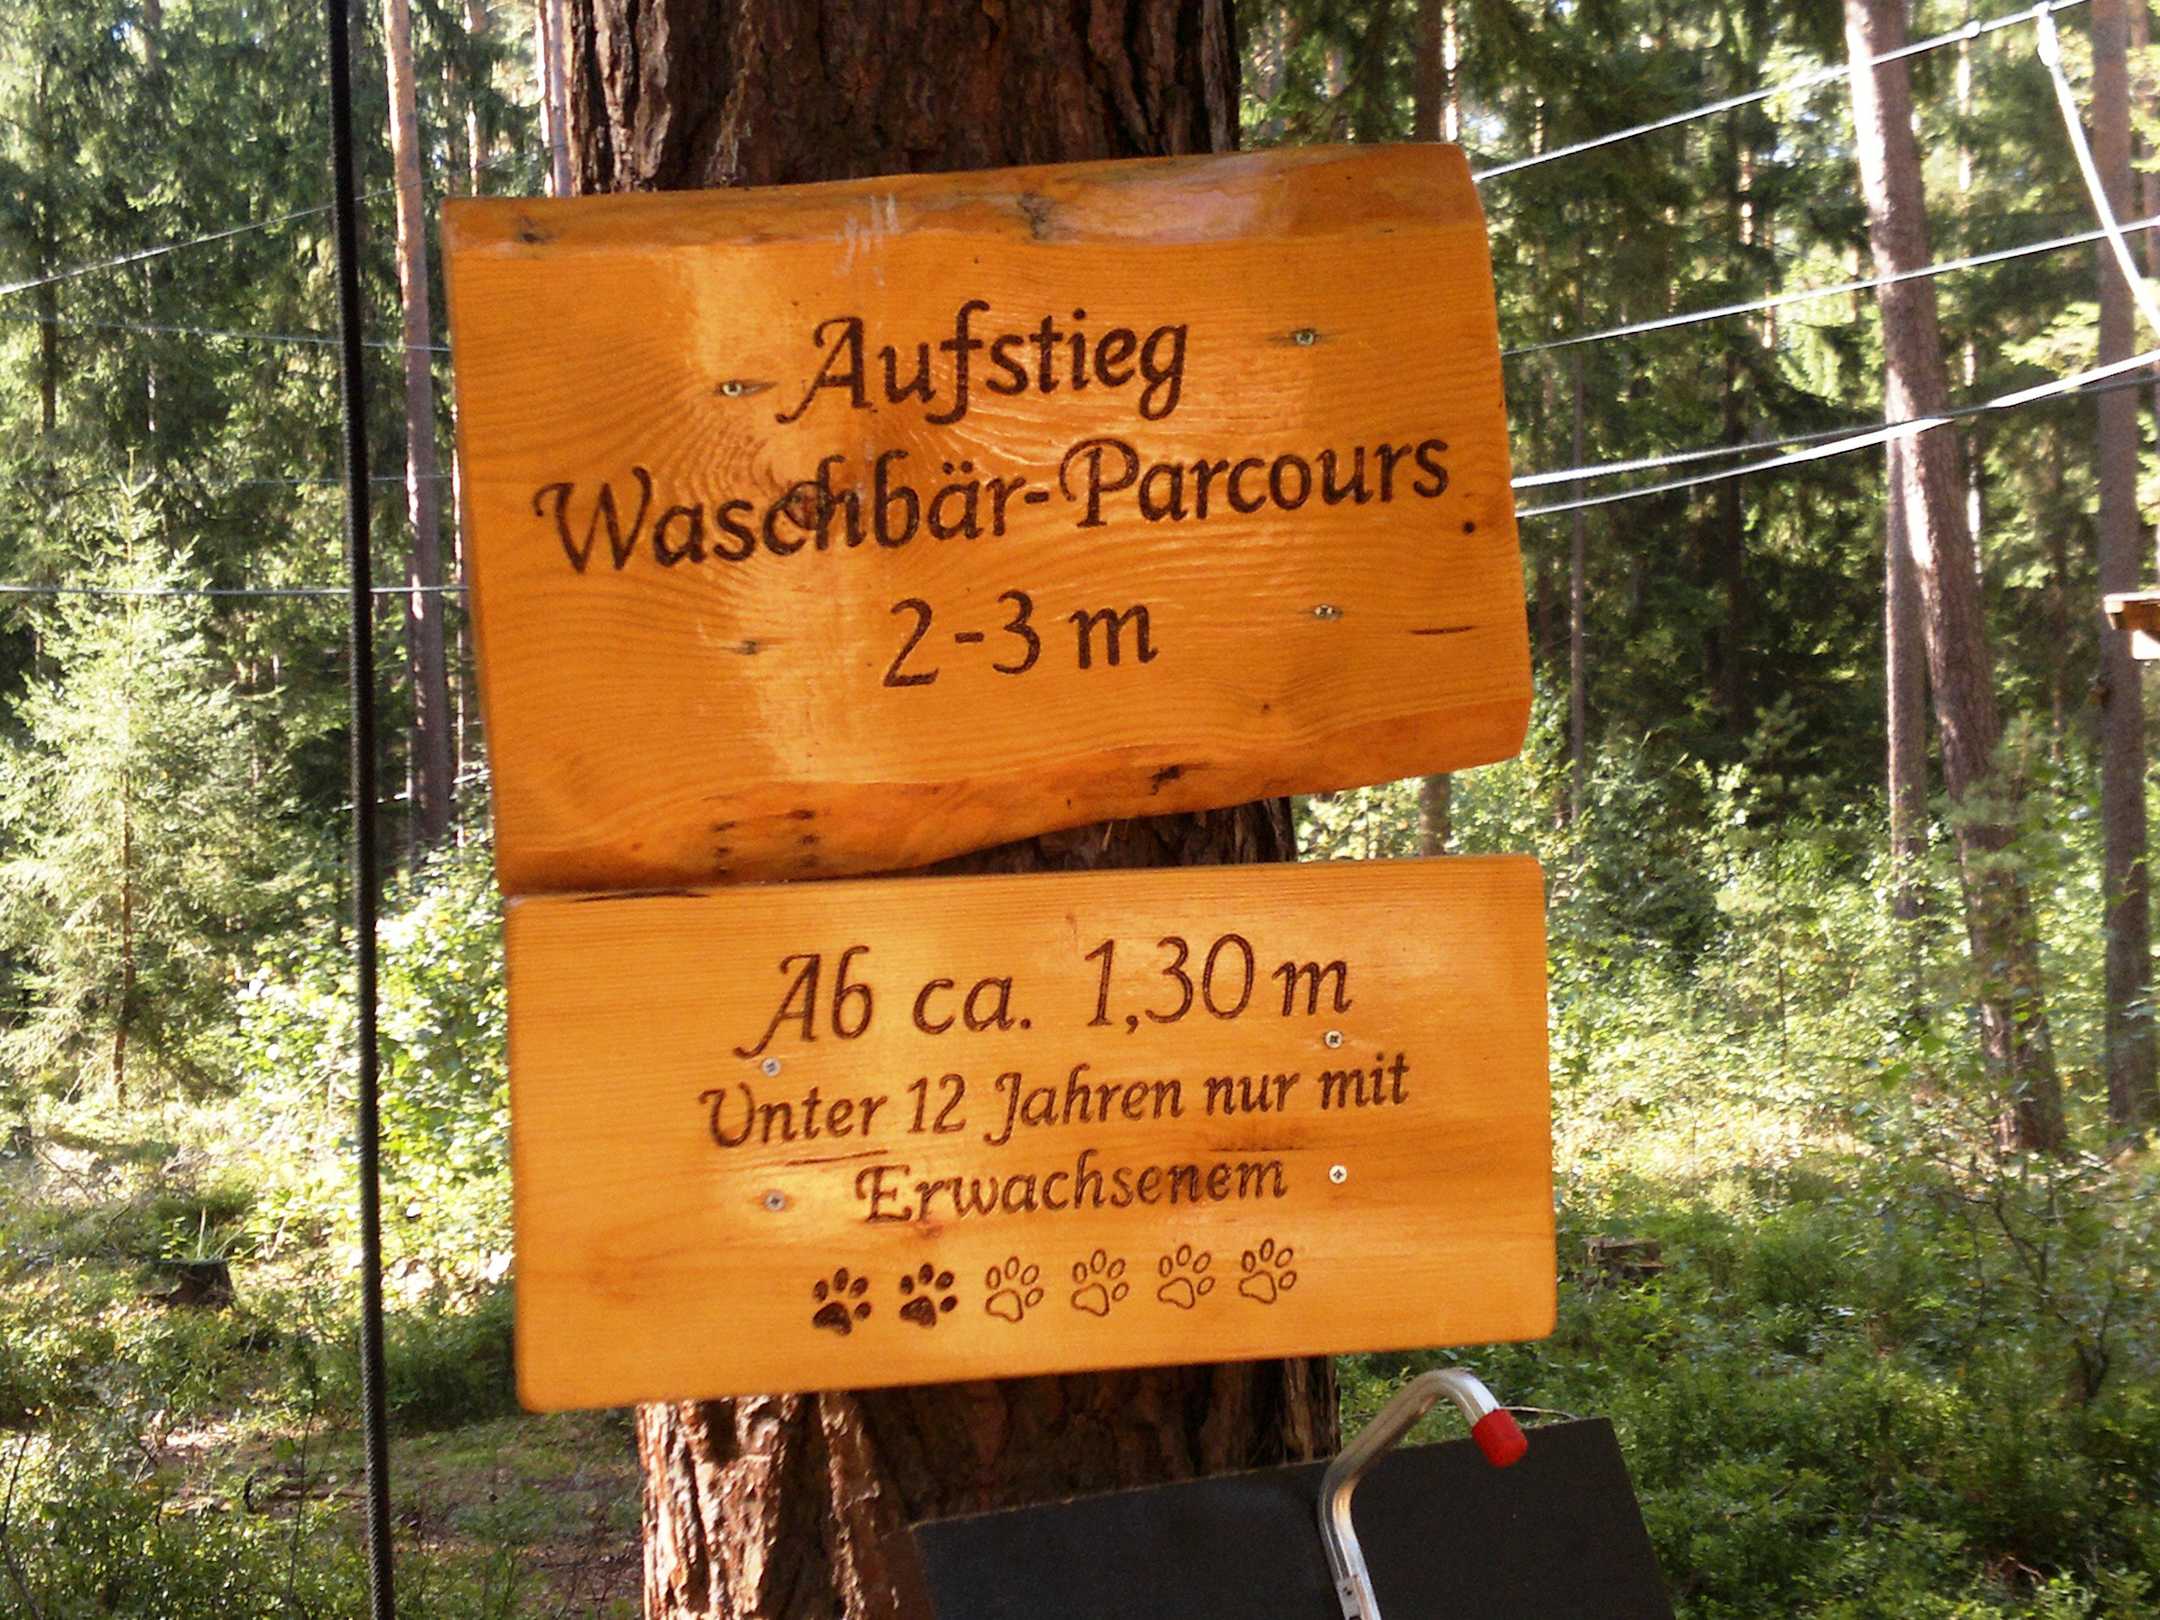 Aufstieg
Waschbär-Parcours
2-3 m
Ab ca. 1,30 m
Unter 12 Jahren nur mit
Erwachsenem